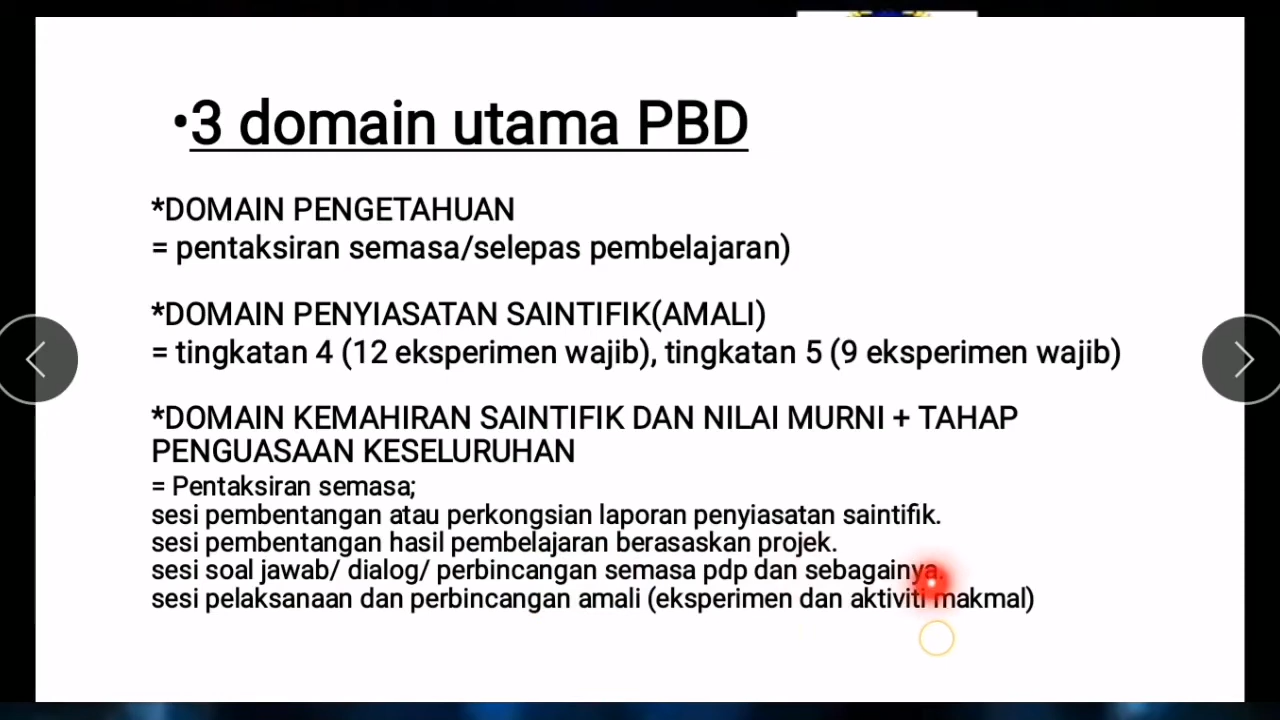 •3 domain utama PBD
*DOMAIN PENGETAHUAN
= pentaksiran semasa/selepas pembelajaran)
*DOMAIN PENYIASATAN SAINTIFIK(AMALI)
= tingkatan 4 (12 eksperimen wajib), tingkatan 5 (9 eksperimen wajib)
*DOMAIN KEMAHIRAN SAINTIFIK DAN NILAI MURNI + TAHAP
PENGUASAAN KESELURUHAN
= Pentaksiran semasa;
sesi pembentangan atau perkongsian laporan penyiasatan saintifik.
sesi pembentangan hasil pembelajaran berasaskan projek.
sesi soal jawab/ dialog/ perbincangan semasa pdp dan sebagainya.
sesi pelaksanaan dan perbincangan amali (eksperimen dan aktiviti makmal)